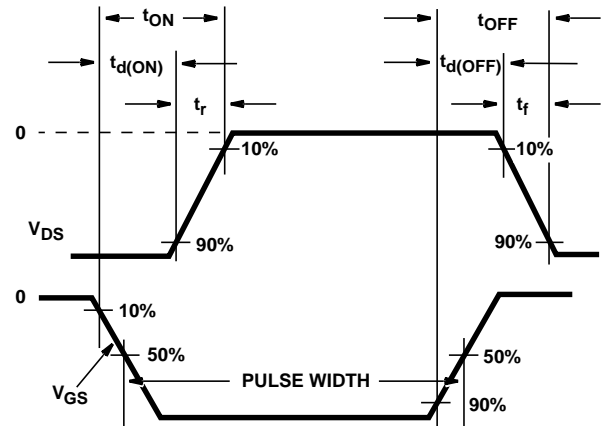 tON tOFF
td(ON) td(OFF)
tr tf
0
10% 10%
VDS 90% 90%
0
10%
50% 50%
VGS PULSE WIDTH
90%